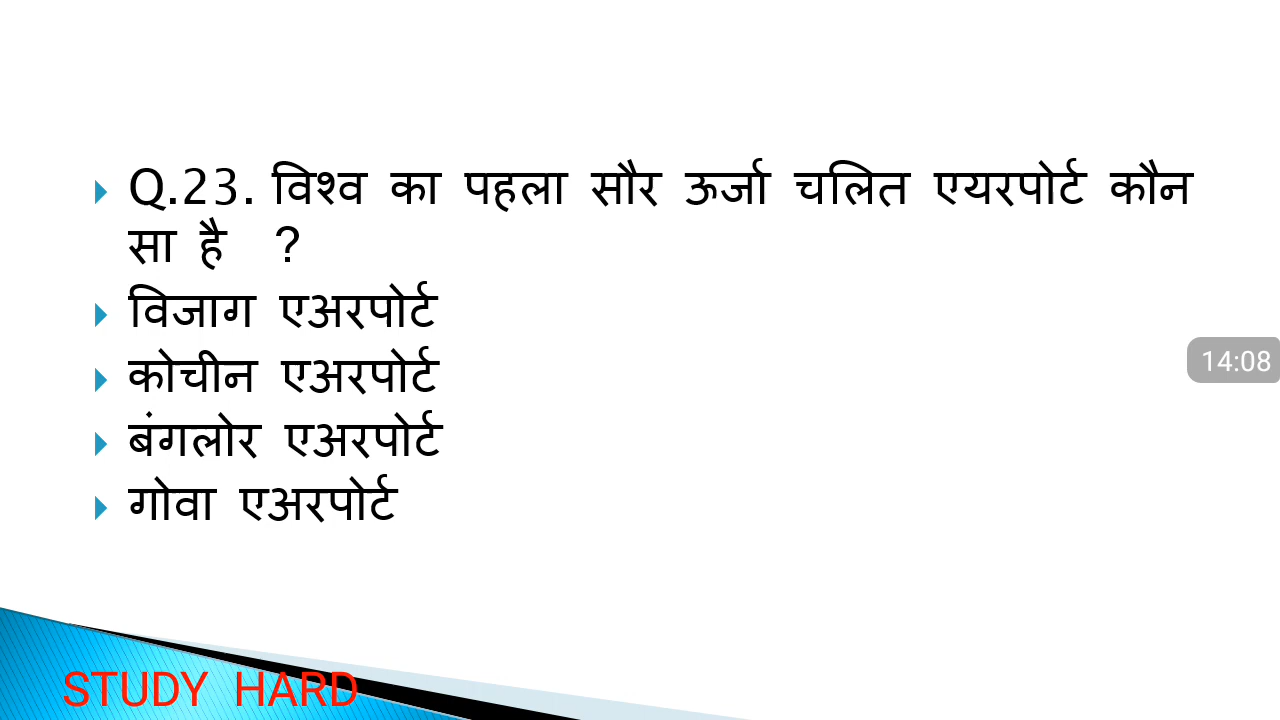 Q.23. विश्व का पहला सौर ऊर्जा चलित एयरपोर्ट कौन
सा है ?
विजाग एअरपोर्ट
कोचीन एअरपोर्ट
14:08
बंगलोर एअरपोर्ट
गोवा एअरपोर्ट
STUDY HARD